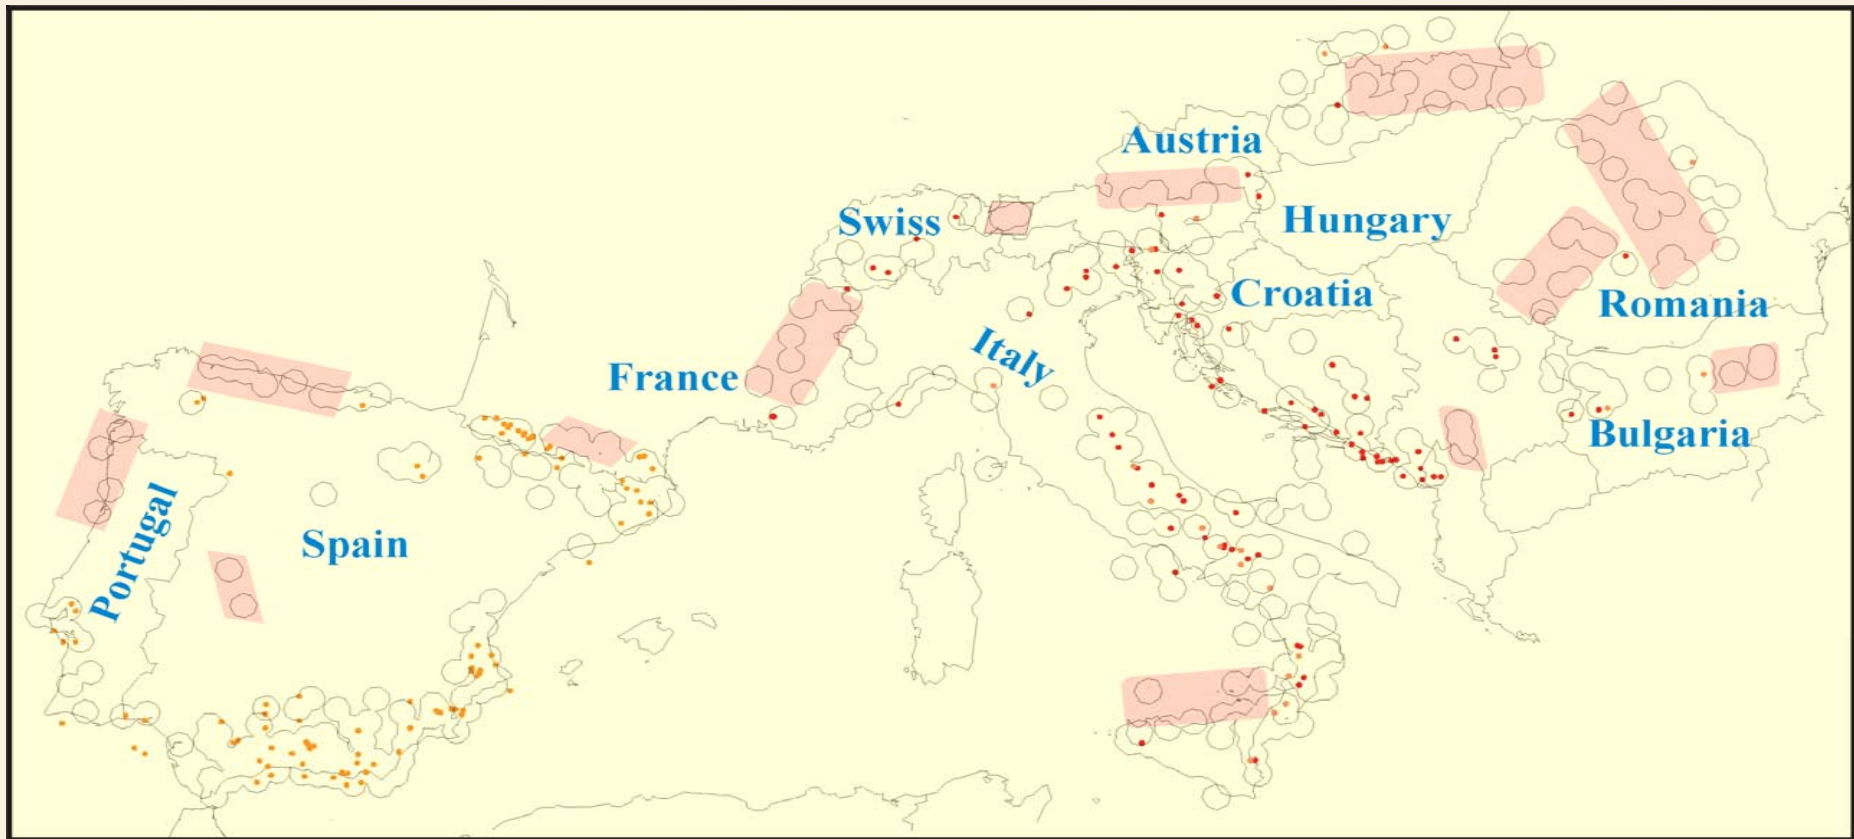 Austria
Swiss
Hungary
Croatia
Romania
Italy
France
Bulgaria
Portugal
Spain